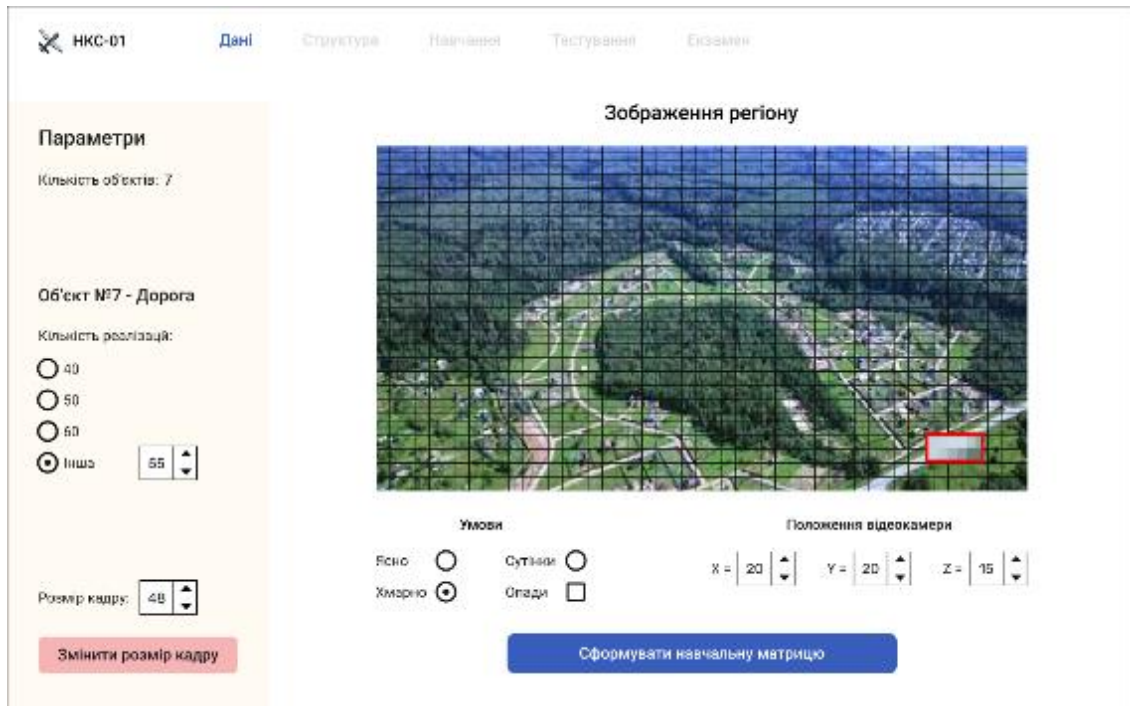 НКС-01 Дані Структура Навчання Тестування Екзамен
Зображення регіону
Параметри
Кількість об'єктів: 7
Об'єкт №7 - Дорога
Кількість реалізацій:
40
50
60
Інша 55
Умови Положення відеокамери
Ясно Сутінки X = 20 Y = 20 Z = 15
Хмарно Опади
Розмір кадру: 48
Змінити розмір кадру
Сформувати навчальну матрицю